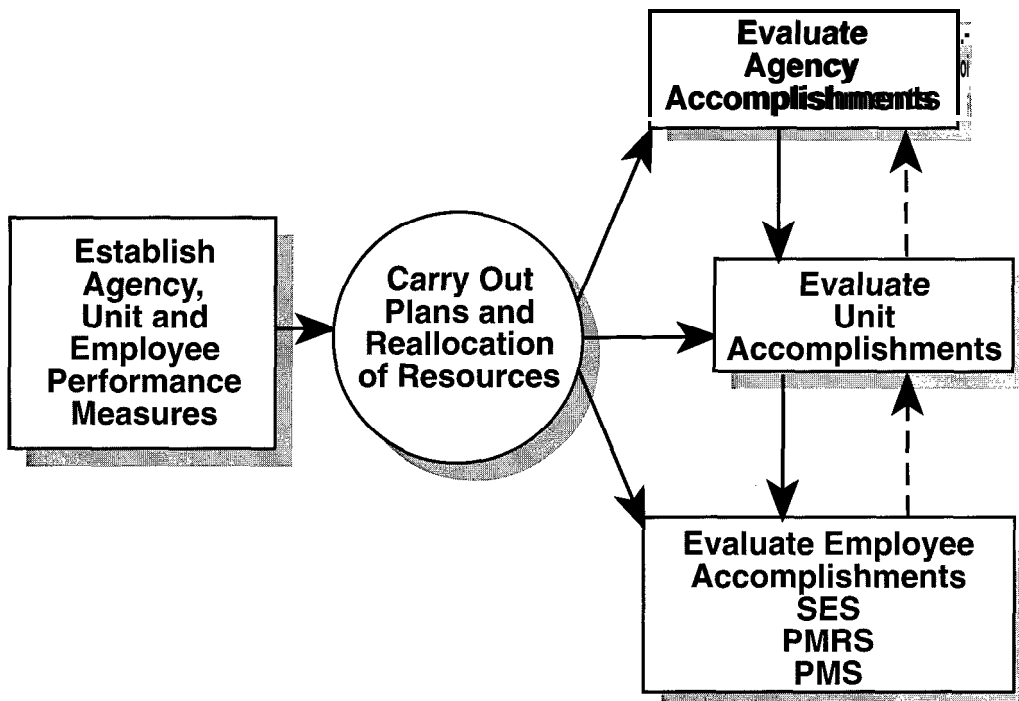 Establish
Agency,
Unit and
Employee
Performance
Measures
Carry Out
Plans and
Reallocation
of Resources
Evaluate
Agency
Accomplishments
Evaluate
Unit
Accomplishments
Evaluate Employee
Accomplishments
SES
PMRS
PMS